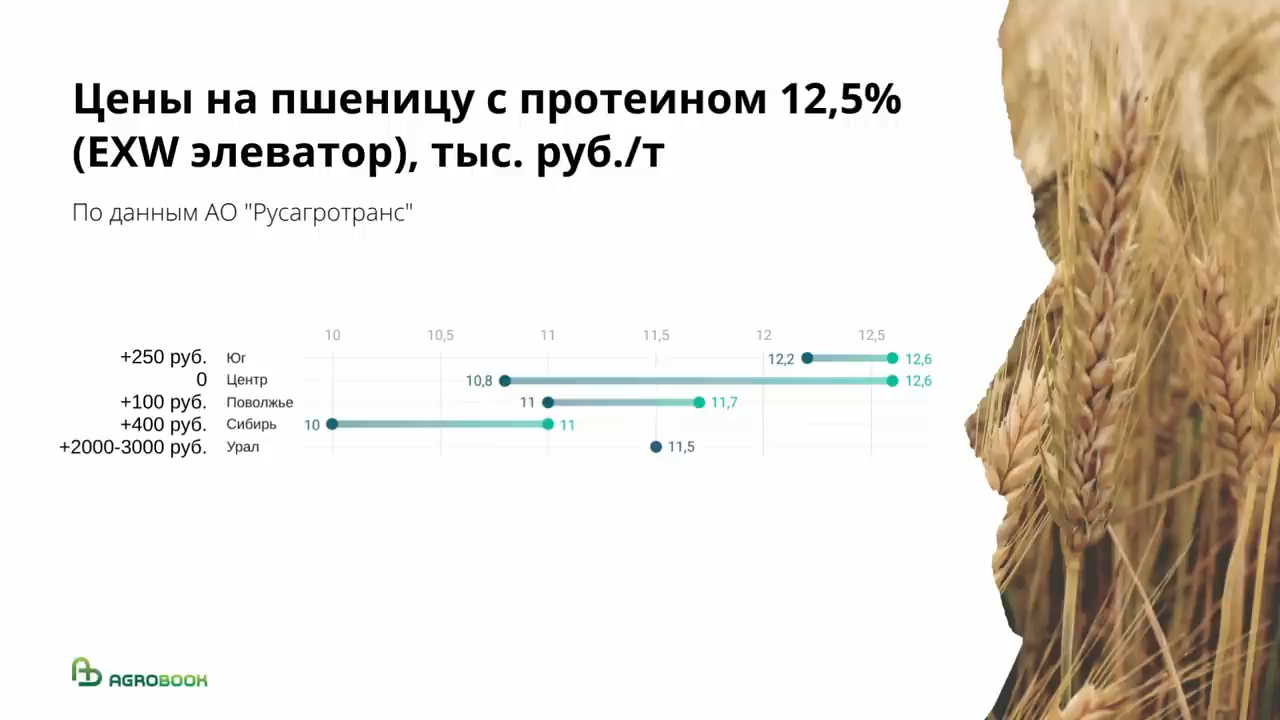 Цены на пшеницу с протеином 12,5%
(EXW элеватор), тыс. руб./т
По данным АО "Русагротранс"
10 10,5 11 11,5 12 12,5
+250 руб. Юг 12,2 12,6
0 Центр 10,8 12,6
+100 руб. Поволжье 11 11,7
+400 руб. Сибирь 10 11
+2000-3000 руб. Урал 11,5
AGROBOOK